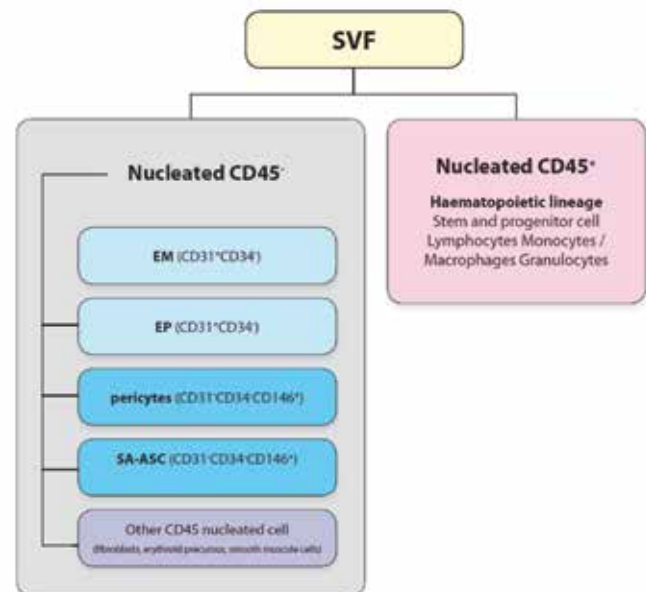 SVF
Nucleated CD45⁻
EM (CD31⁺CD34⁻)
EP (CD31⁺CD34⁻)
pericytes (CD31⁻CD34⁻CD146⁺)
SA-ASC (CD31⁻CD34⁻CD146⁺)
Other CD45 nucleated cell
(fibroblasts, erythroid precursos, smooth muscule cells)
Nucleated CD45⁺
Haematopoietic lineage
Stem and progenitor cell
Lymphocytes Monocytes /
Macrophages Granulocytes